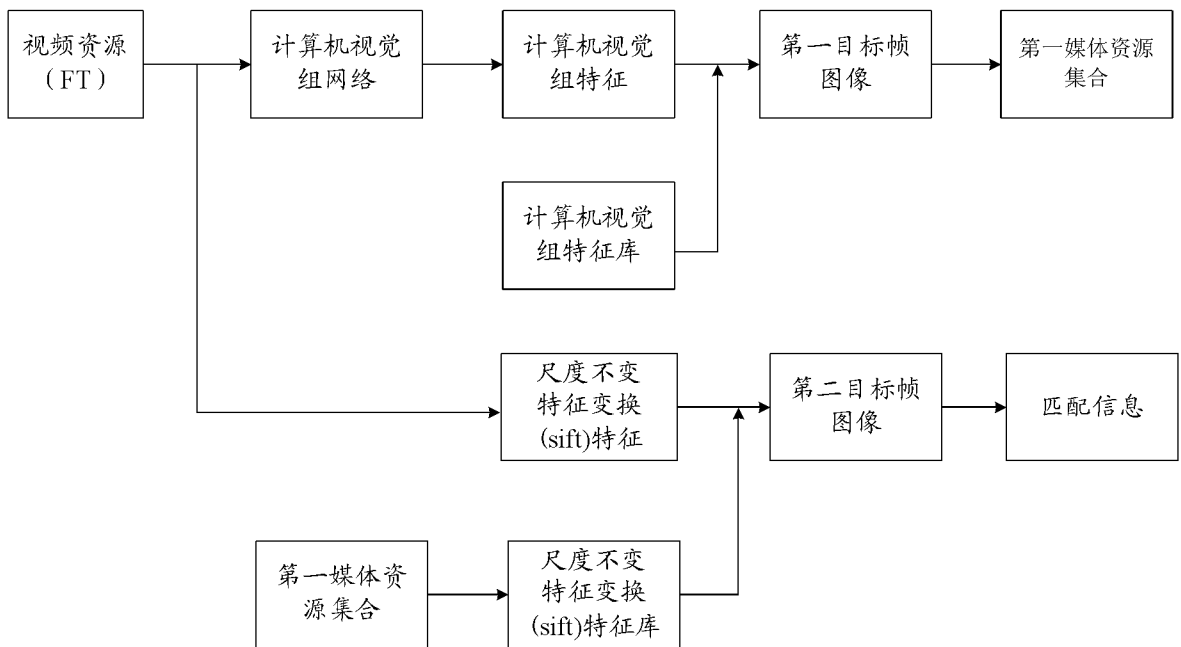 视频资源
(FT)
计算机视觉
组网络
计算机视觉
组特征
第一目标帧
图像
第一媒体资源
集合
计算机视觉
组特征库
尺度不变
特征变换
(sift)特征
第二目标帧
图像
匹配信息
第一媒体资
源集合
尺度不变
特征变换
(sift)特征库